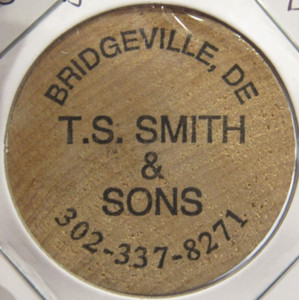 BRIDGEVILLE, DE
T.S. SMITH
&
SONS
302-337-8271